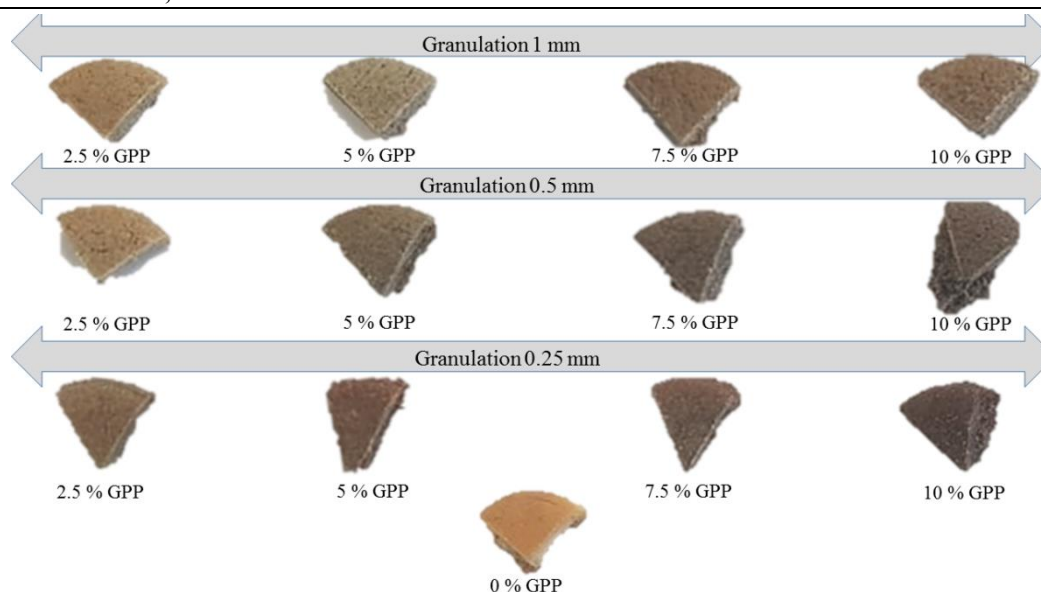 Granulation 1 mm
2.5 % GPP 5 % GPP 7.5 % GPP 10 % GPP
Granulation 0.5 mm
2.5 % GPP 5 % GPP 7.5 % GPP 10 % GPP
Granulation 0.25 mm
2.5 % GPP 5 % GPP 7.5 % GPP 10 % GPP
0 % GPP